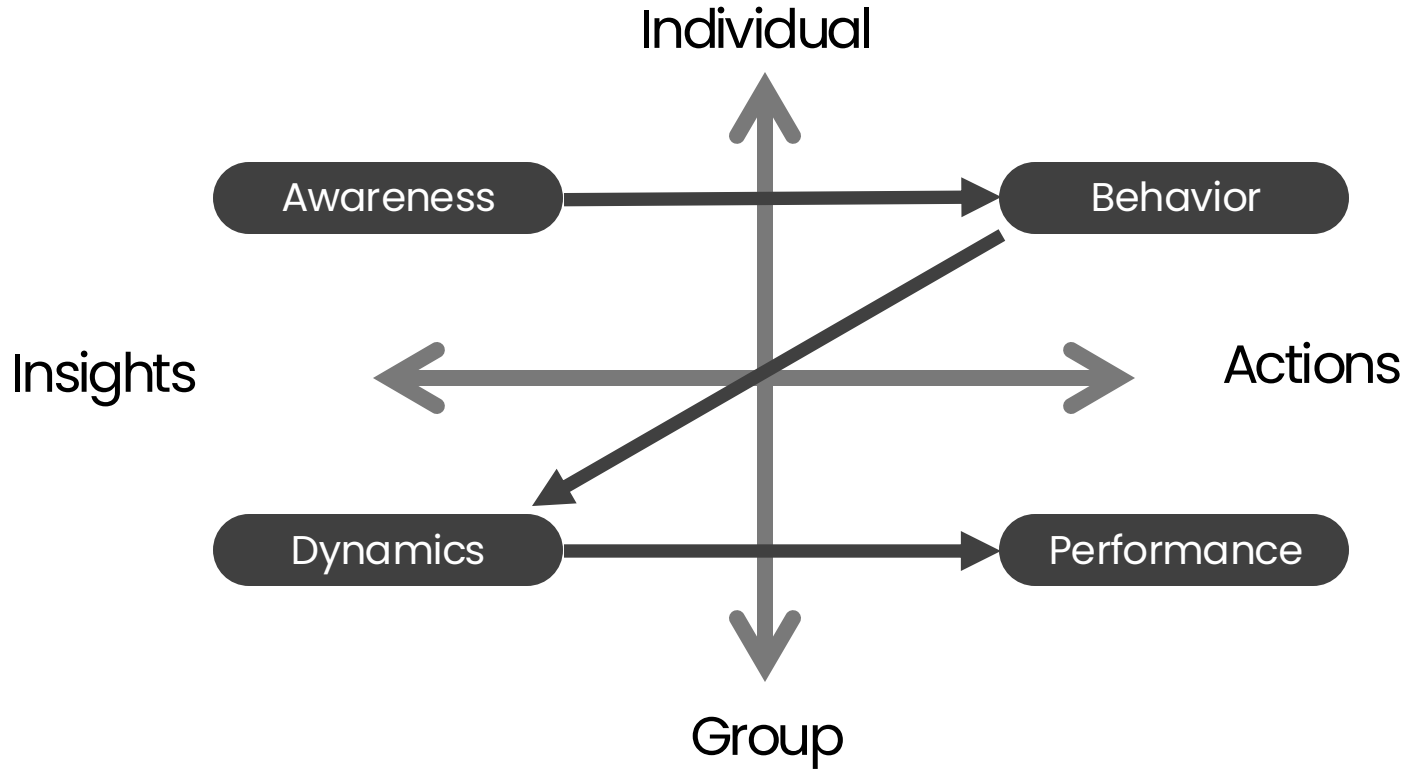 Individual
Awareness
Behavior
Insights
Actions
Dynamics
Performance
Group